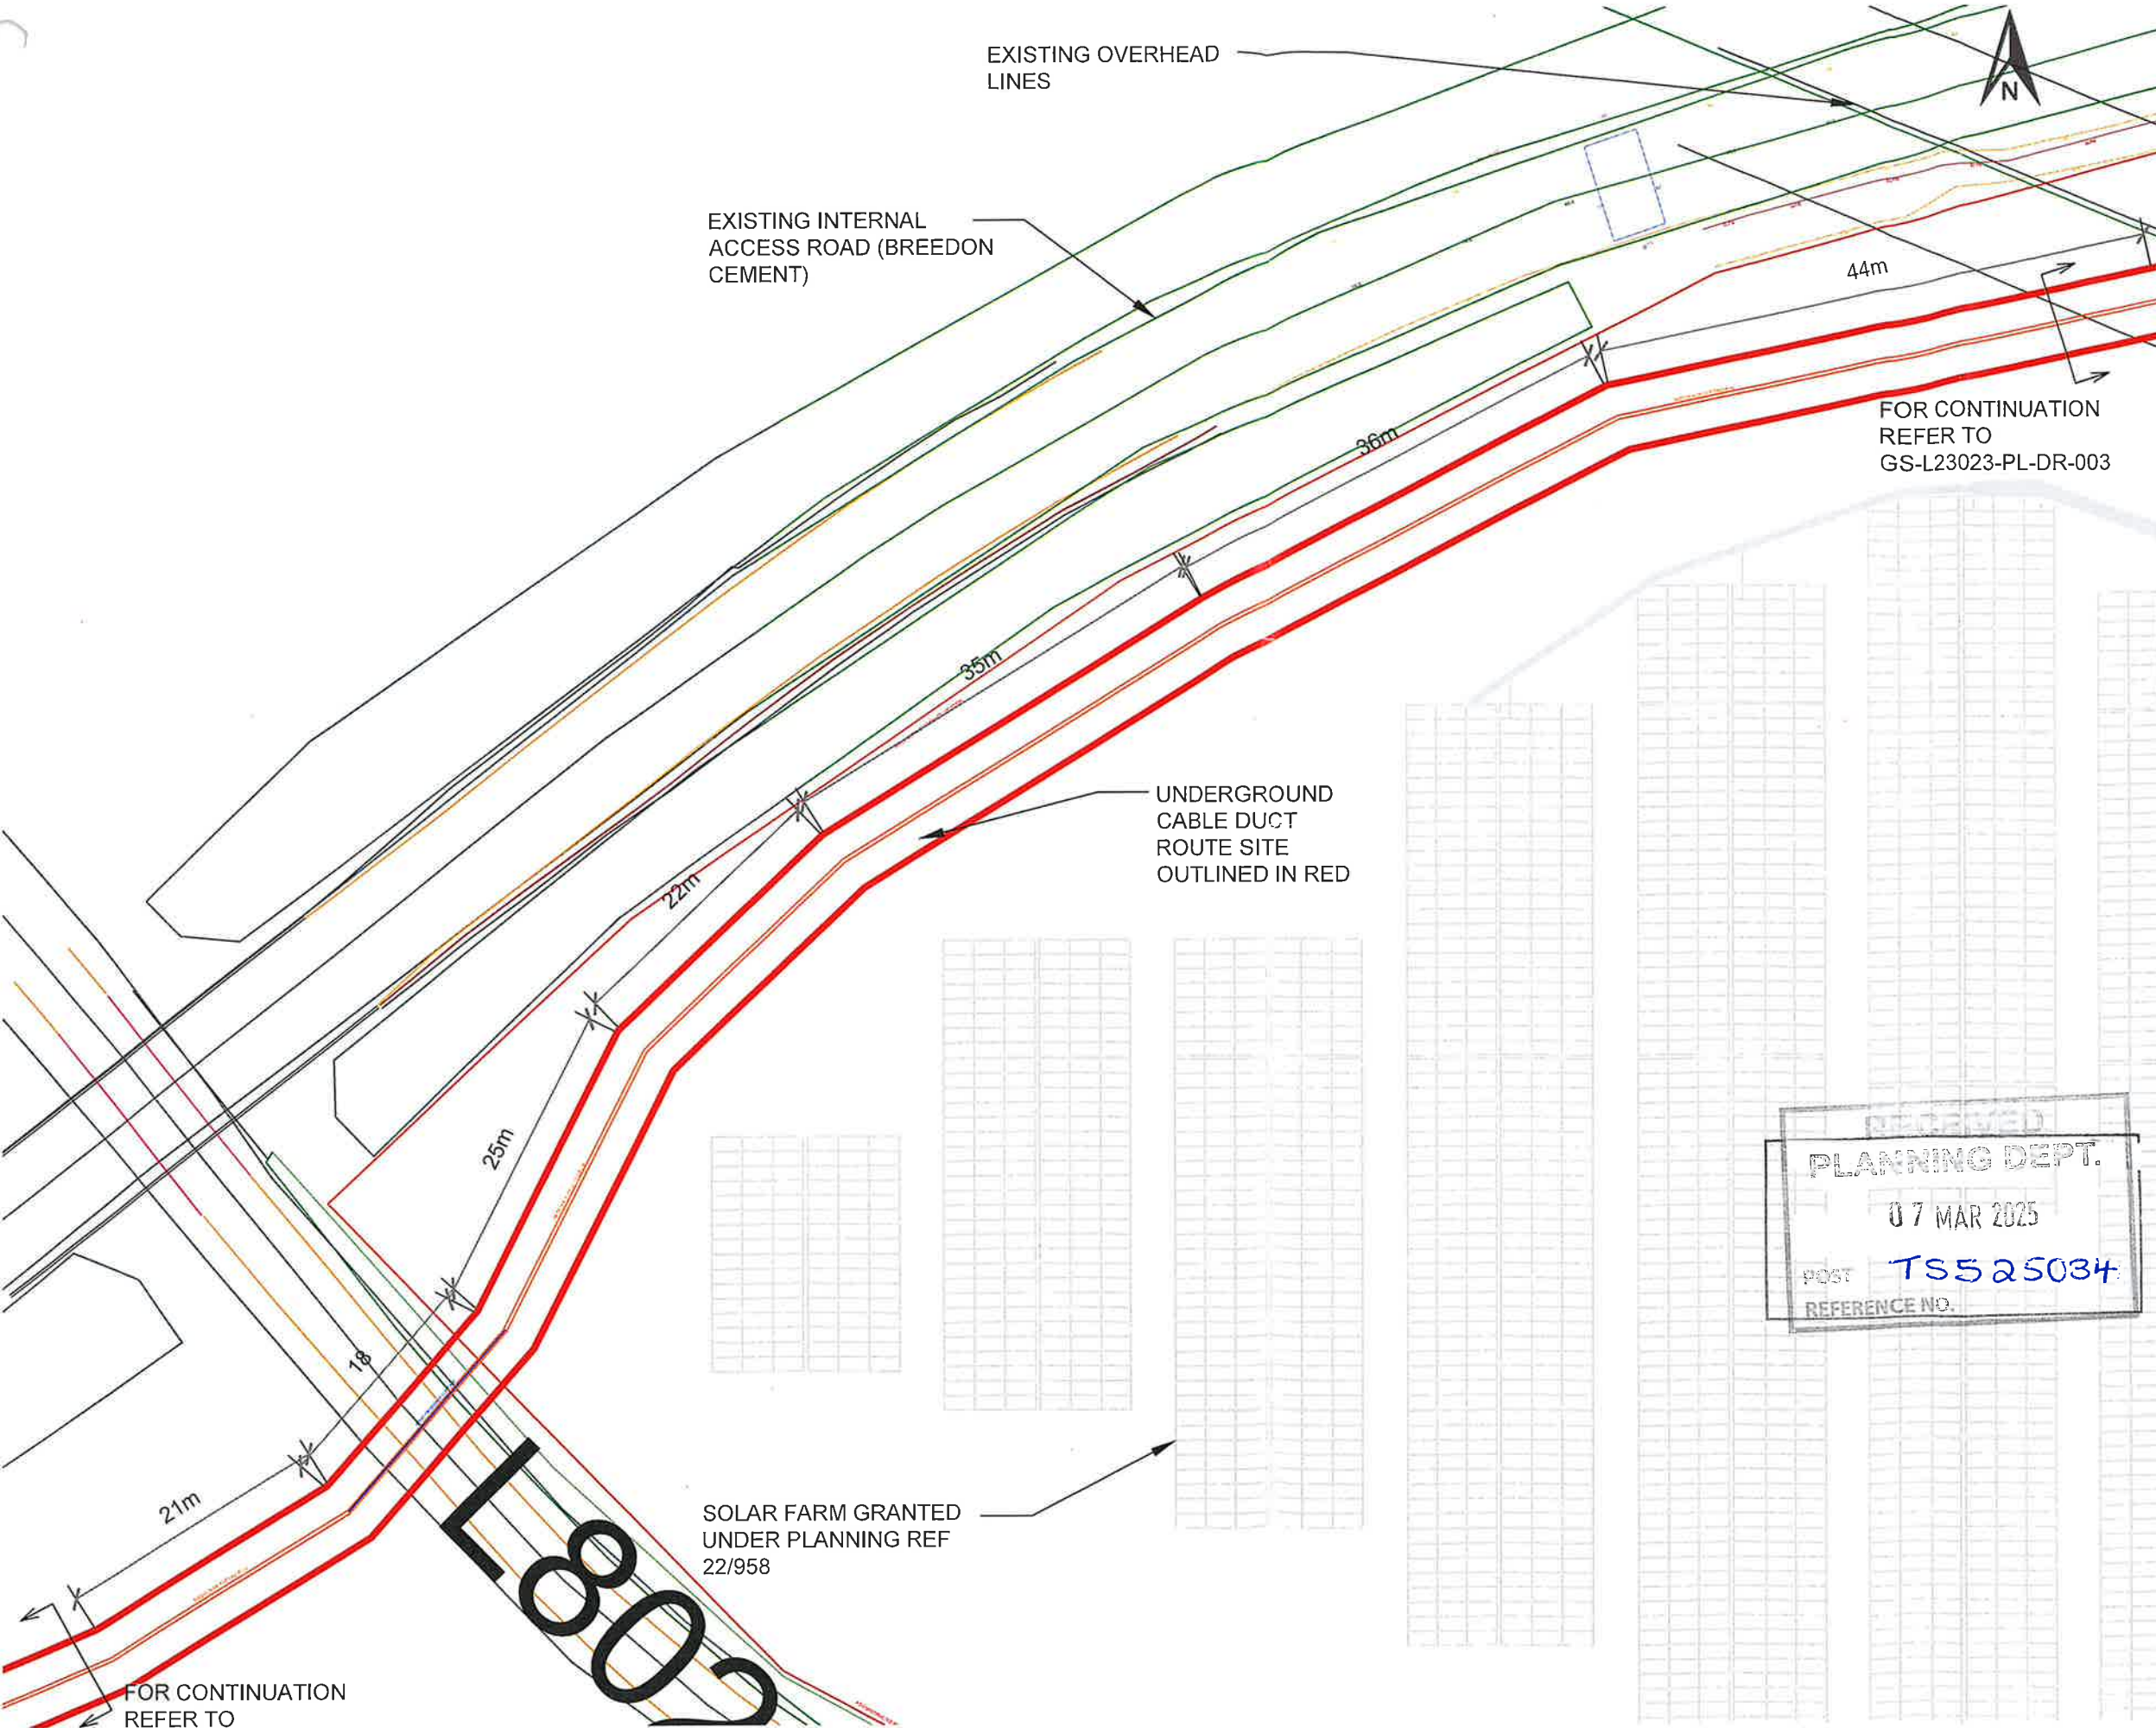 EXISTING OVERHEAD
LINES
N
EXISTING INTERNAL
ACCESS ROAD (BREEDON
CEMENT)
44m
FOR CONTINUATION
REFER TO
GS-L23023-PL-DR-003
36m
35m
UNDERGROUND
CABLE DUCT
ROUTE SITE
OUTLINED IN RED
22m
25m
RECEIVED
PLANNING DEPT.
07 MAR 2025
POST TS525034
REFERENCE NO.
18
21m
SOLAR FARM GRANTED
UNDER PLANNING REF
22/958
L802
FOR CONTINUATION
REFER TO